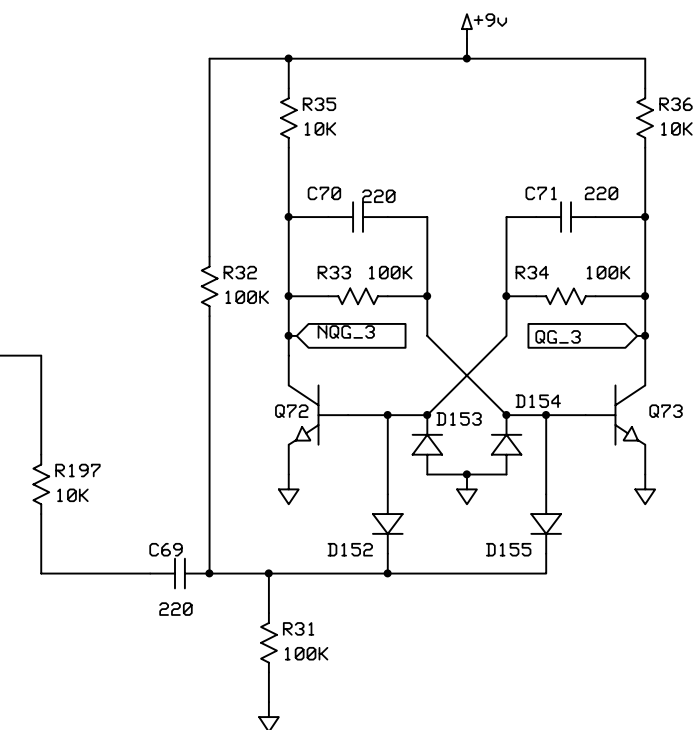 +9v
R35
10K
R36
10K
C70 220
C71 220
R32
100K
R33 100K
R34 100K
NQG_3
QG_3
Q72
D153
D154
Q73
R197
10K
C69
220
D152
D155
R31
100K